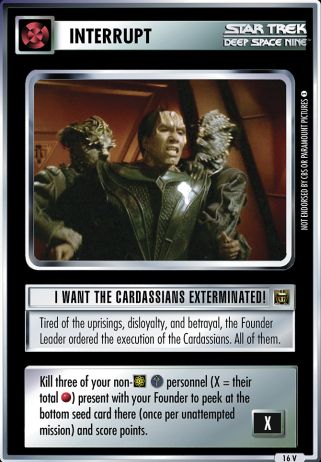 INTERRUPT
STAR TREK
DEEP SPACE NINE
NOT ENDORSED BY CBS OR PARAMOUNT PICTURES
I WANT THE CARDASSIANS EXTERMINATED!
Tired of the uprisings, disloyalty, and betrayal, the Founder
Leader ordered the execution of the Cardassians. All of them.
Kill three of your non- personnel (X = their
total ) present with your Founder to peek at the
bottom seed card there (once per unattempted
mission) and score points.
X
16 V